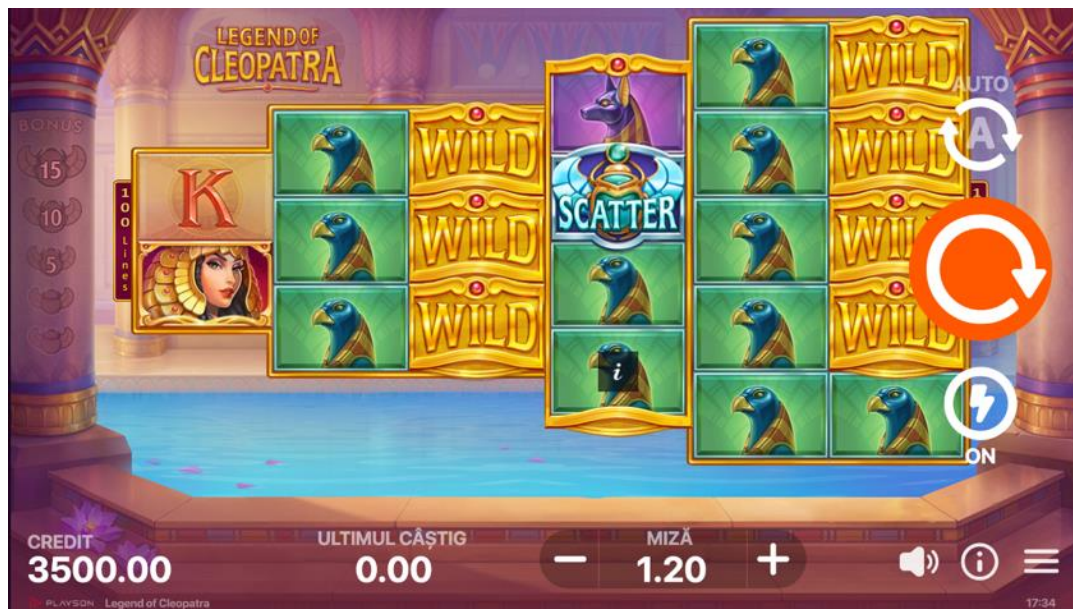 LEGEND OF
CLEOPATRA
WILD
WILD
WILD
WILD
WILD
WILD
WILD
SCATTER
K
BONUS
15
10
5
100 Lines
1
AUTO
A
i
ON
CREDIT
3500.00
ULTIMUL CÂȘTIG
0.00
MIZĂ
1.20
PLAYSON Legend of Cleopatra
17:34